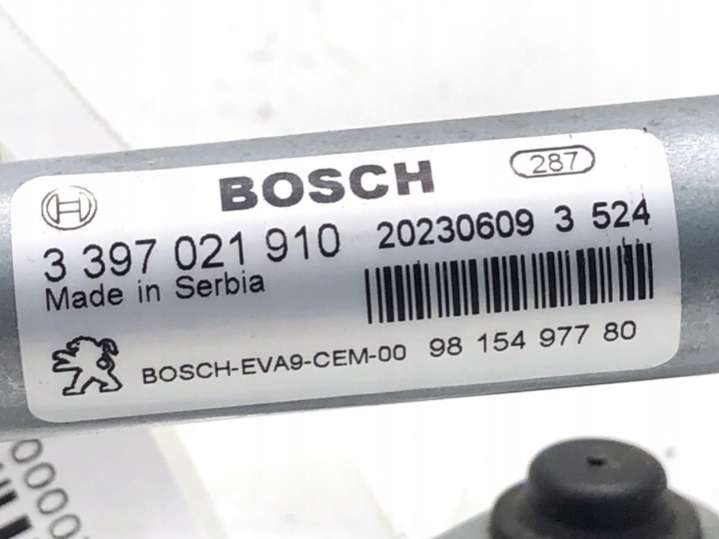 BOSCH 287
3 397 021 910 20230609 3 524
Made in Serbia
BOSCH-EVA9-CEM-00 98 154 977 80